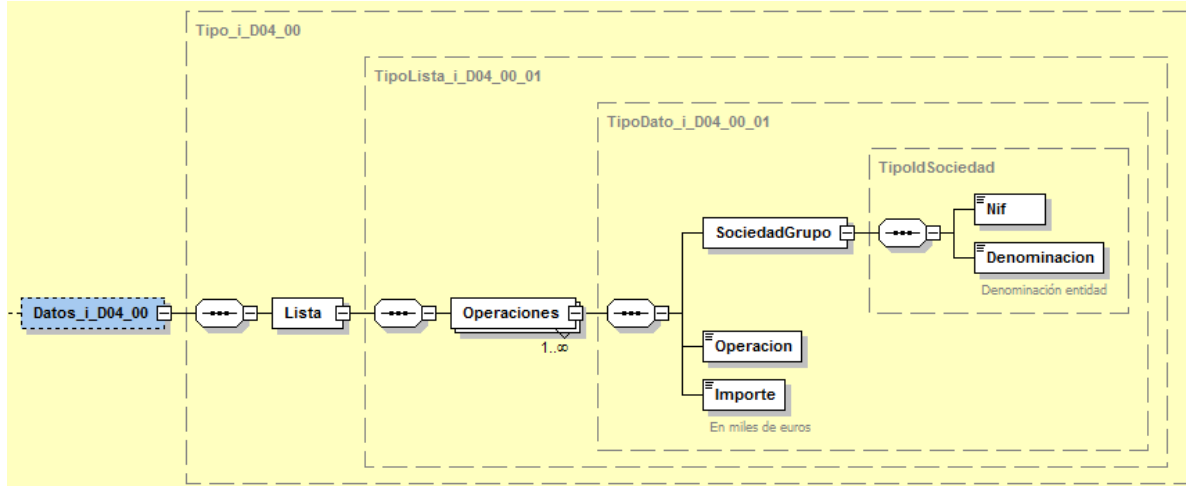 Tipo_i_D04_00
TipoLista_i_D04_00_01
TipoDato_i_D04_00_01
TipoIdSociedad
Nif
SociedadGrupo
Denominacion
Denominación entidad
Datos_i_D04_00
Lista
Operaciones
1..∞
Operacion
Importe
En miles de euros